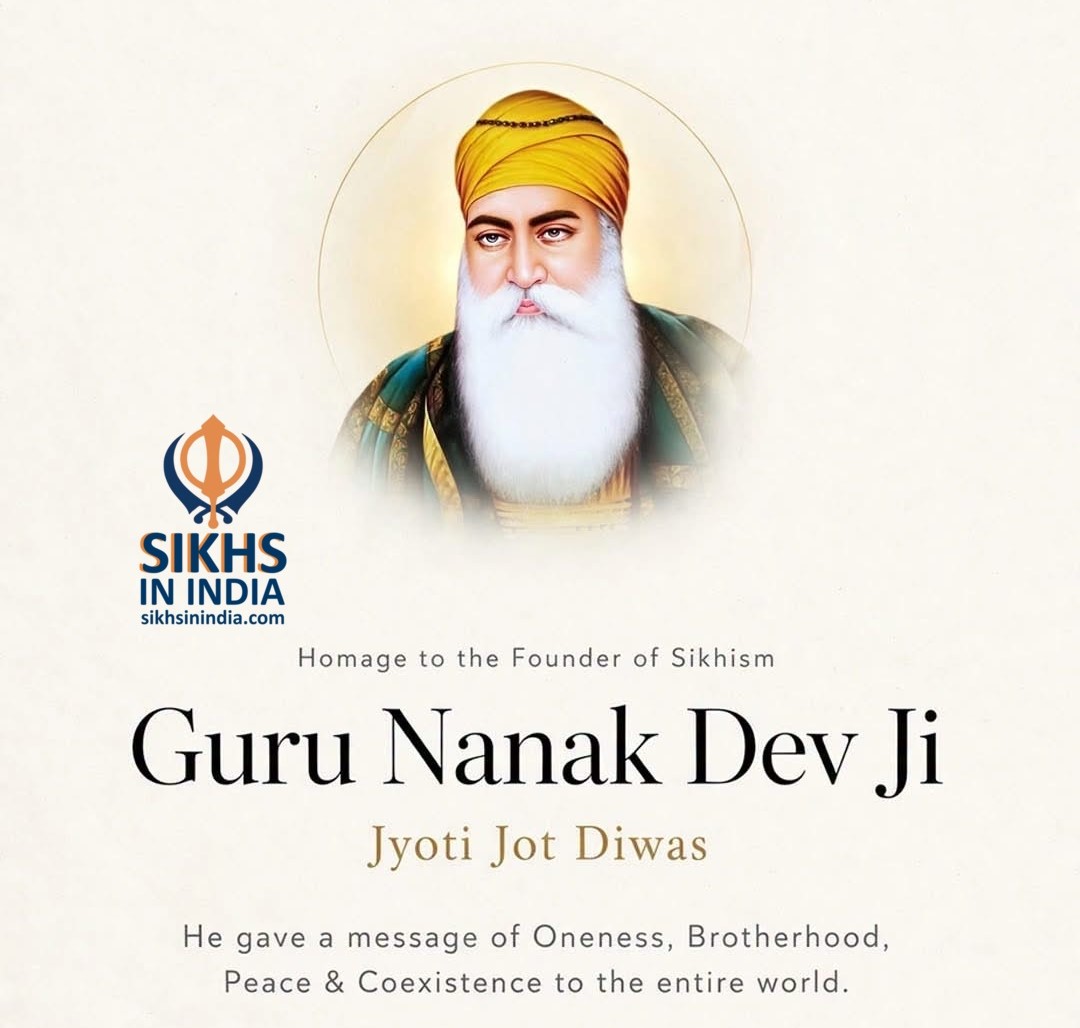 SIKHS
IN INDIA
sikhsinindia.com
Homage to the Founder of Sikhism
Guru Nanak Dev Ji
Jyoti Jot Diwas
He gave a message of Oneness, Brotherhood,
Peace & Coexistence to the entire world.